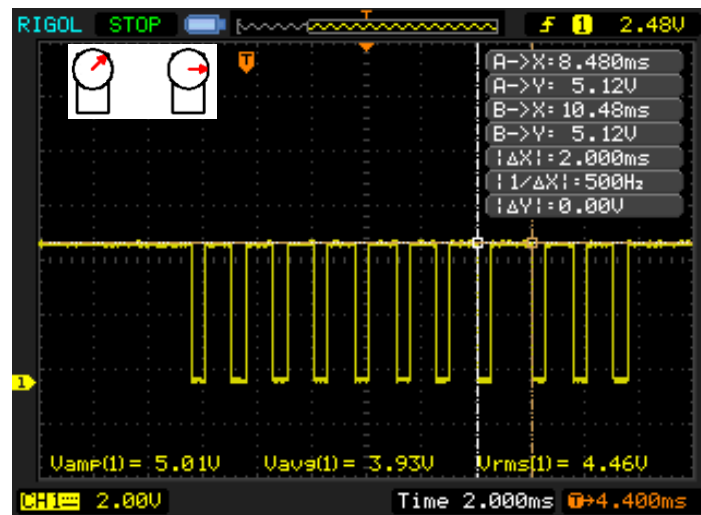 RIGOL STOP T ƒ 1 2.48V
T
A->X:8.480ms
A->Y: 5.12V
B->X:10.48ms
B->Y: 5.12V
|ΔX|:2.000ms
|1/ΔX|:500Hz
|ΔY|:0.00V
1
Vamp(1)= 5.01V Vavg(1)= 3.93V Vrms(1)= 4.46V
CH1 2.00V Time 2.000ms T→4.400ms